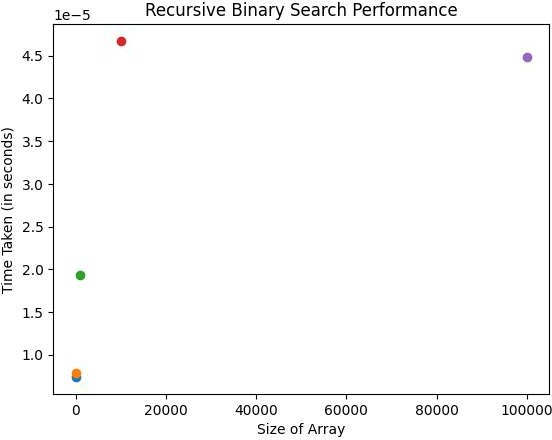 Recursive Binary Search Performance
1e−5
4.5
4.0
3.5
3.0
2.5
2.0
1.5
1.0
Time Taken (in seconds)
0 20000 40000 60000 80000 100000
Size of Array